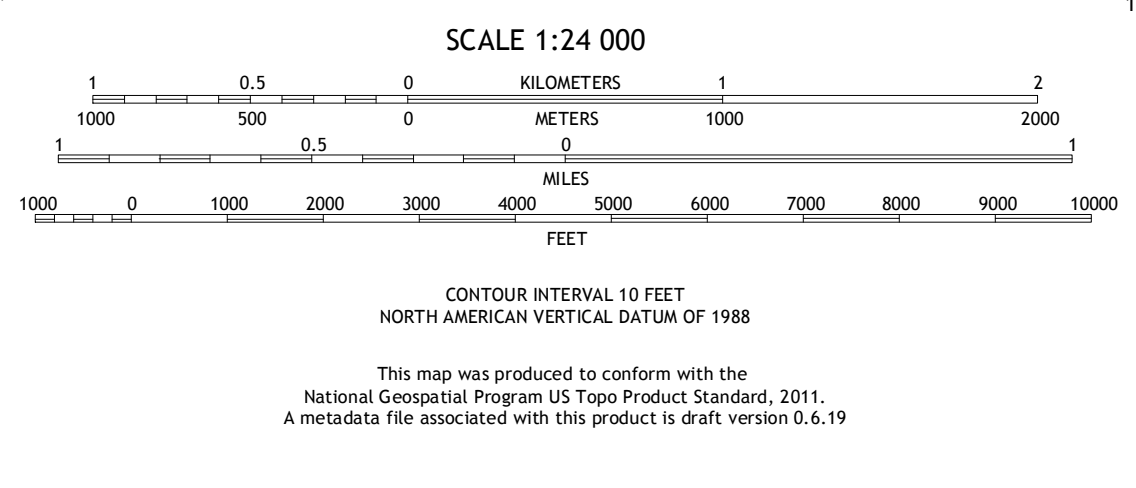 1
SCALE 1:24 000
1 0.5 0 KILOMETERS 1 2
1000 500 0 METERS 1000 2000
1 0.5 0 1
MILES
1000 0 1000 2000 3000 4000 5000 6000 7000 8000 9000 10000
FEET
CONTOUR INTERVAL 10 FEET
NORTH AMERICAN VERTICAL DATUM OF 1988
This map was produced to conform with the
National Geospatial Program US Topo Product Standard, 2011.
A metadata file associated with this product is draft version 0.6.19